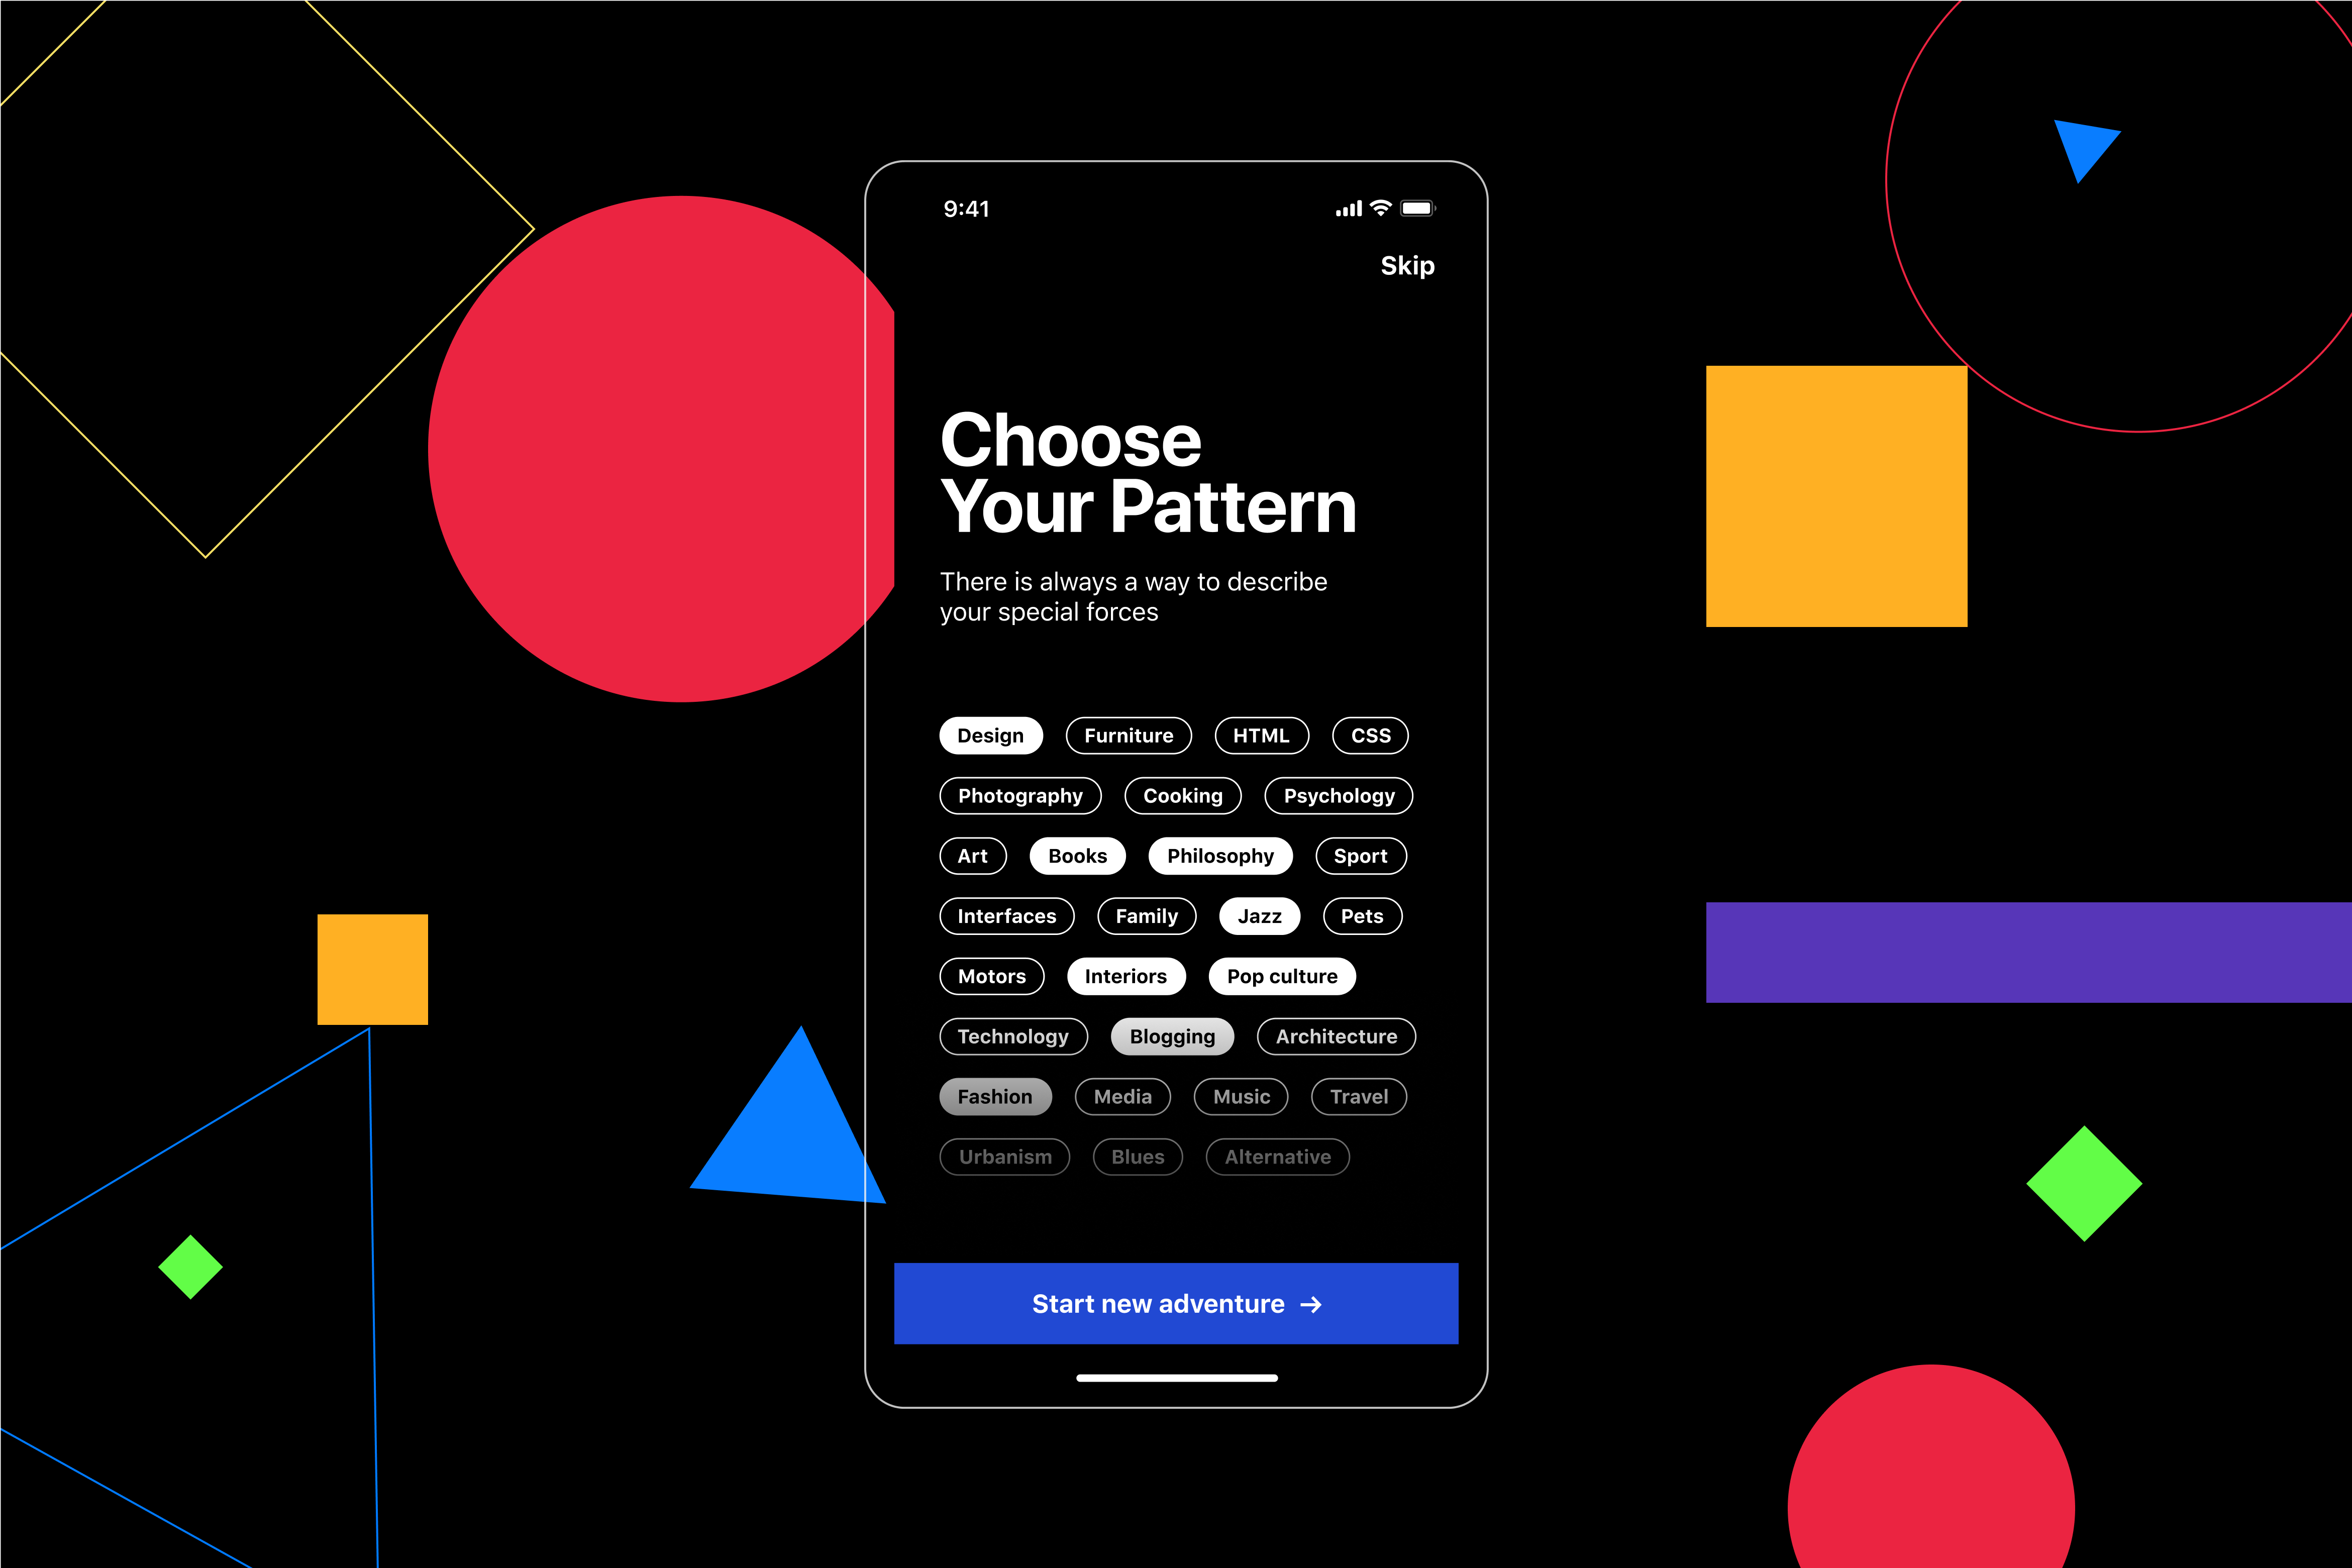 9:41
Skip
Choose
Your Pattern
There is always a way to describe
your special forces
Design Furniture HTML CSS
Photography Cooking Psychology
Art Books Philosophy Sport
Interfaces Family Jazz Pets
Motors Interiors Pop culture
Technology Blogging Architecture
Fashion Media Music Travel
Urbanism Blues Alternative
Start new adventure →